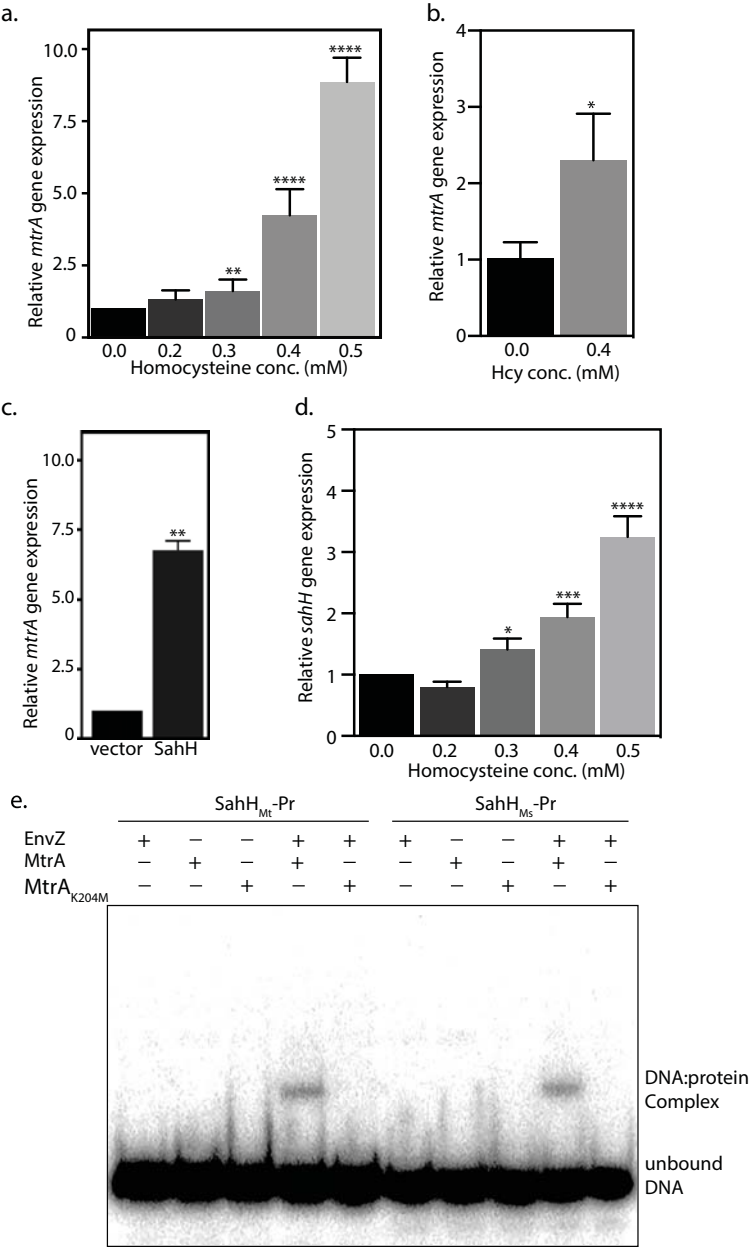 a.
Relative mtrA gene expression
10.0
7.5
5.0
2.5
0
**
****
****
0.0 0.2 0.3 0.4 0.5
Homocysteine conc. (mM)
b.
Relative mtrA gene expression
4
3
2
1
0
*
0.0 0.4
Hcy conc. (mM)
c.
Relative mtrA gene expression
10.0
7.5
5.0
2.5
0
**
vector SahH
d.
Relative sahH gene expression
5
4
3
2
1
0
*
***
****
0.0 0.2 0.3 0.4 0.5
Homocysteine conc. (mM)
e.
SahHMt-Pr SahHMs-Pr
EnvZ + − − + + + − − + +
MtrA − + − + − − + − + −
MtrAK204M − − + − + − − + − +
DNA:protein
Complex
unbound
DNA